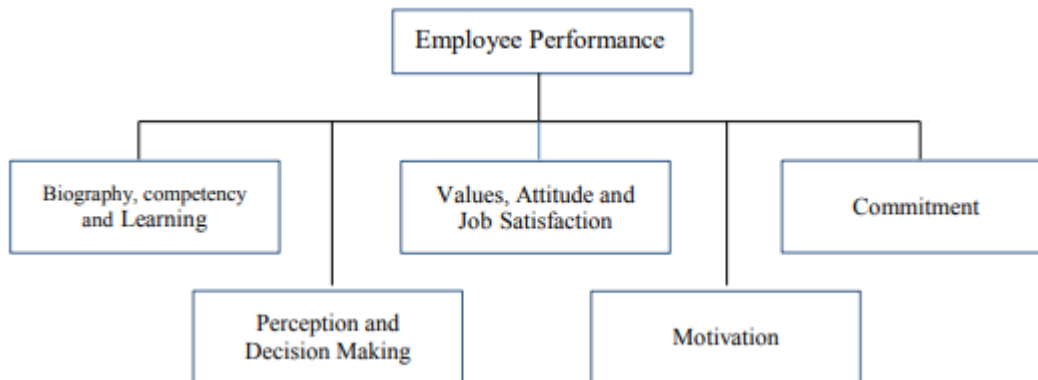 Employee Performance
Biography, competency
and Learning
Values, Attitude and
Job Satisfaction
Commitment
Perception and
Decision Making
Motivation